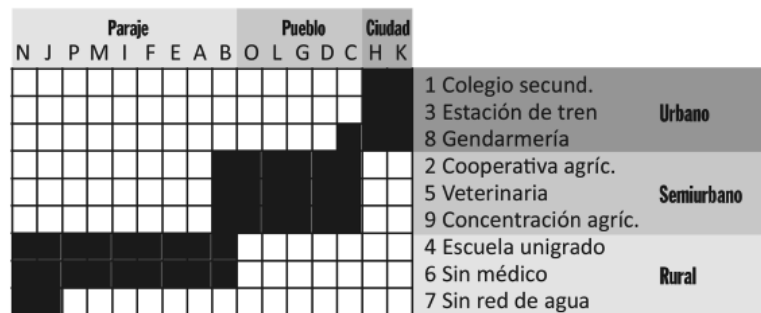 Paraje Pueblo Ciudad
N J P M I F E A B O L G D C H K
1 Colegio secund.
3 Estación de tren Urbano
8 Gendarmería
2 Cooperativa agríc.
5 Veterinaria Semiurbano
9 Concentración agríc.
4 Escuela unigrado
6 Sin médico Rural
7 Sin red de agua